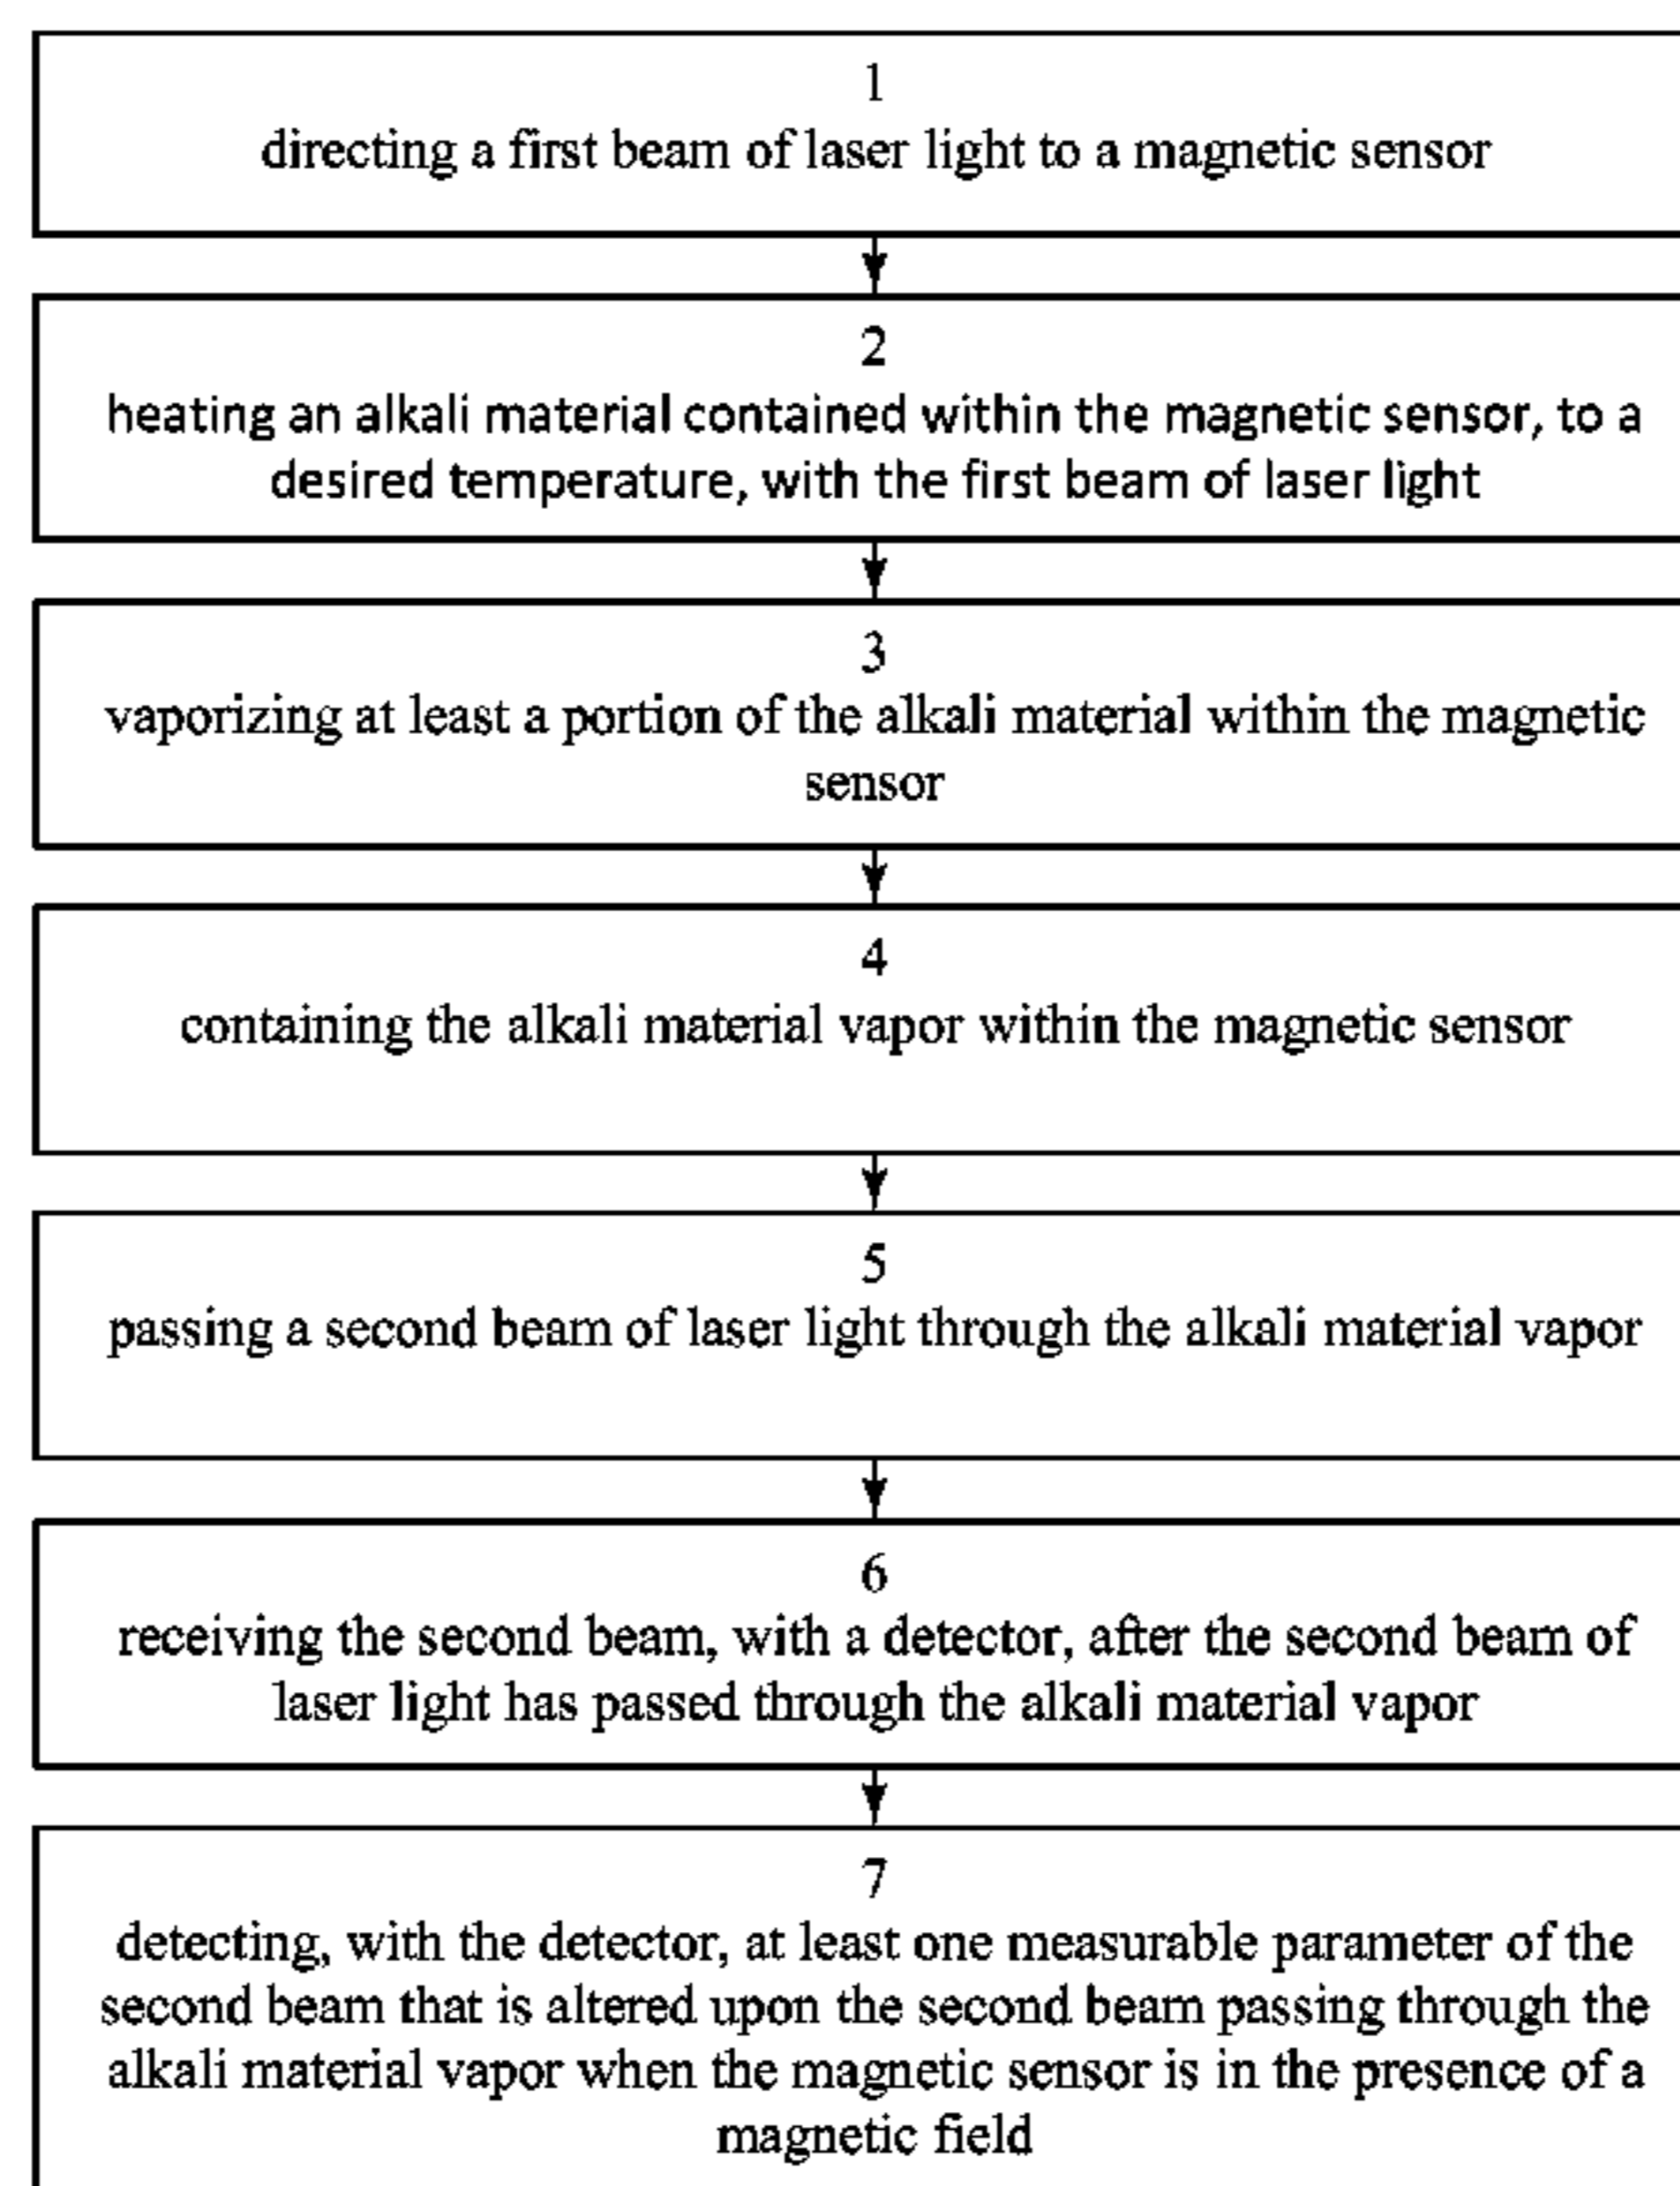 1
directing a first beam of laser light to a magnetic sensor
2
heating an alkali material contained within the magnetic sensor, to a
desired temperature, with the first beam of laser light
3
vaporizing at least a portion of the alkali material within the magnetic
sensor
4
containing the alkali material vapor within the magnetic sensor
5
passing a second beam of laser light through the alkali material vapor
6
receiving the second beam, with a detector, after the second beam of
laser light has passed through the alkali material vapor
7
detecting, with the detector, at least one measurable parameter of the
second beam that is altered upon the second beam passing through the
alkali material vapor when the magnetic sensor is in the presence of a
magnetic field